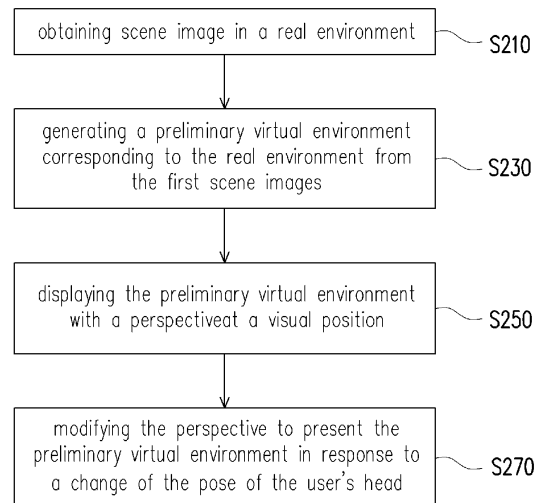 obtaining scene image in a real environment
S210
generating a preliminary virtual environment
corresponding to the real environment from
the first scene images
S230
displaying the preliminary virtual environment
with a perspectiveat a visual position
S250
modifying the perspective to present the
preliminary virtual environment in response to
a change of the pose of the user's head
S270